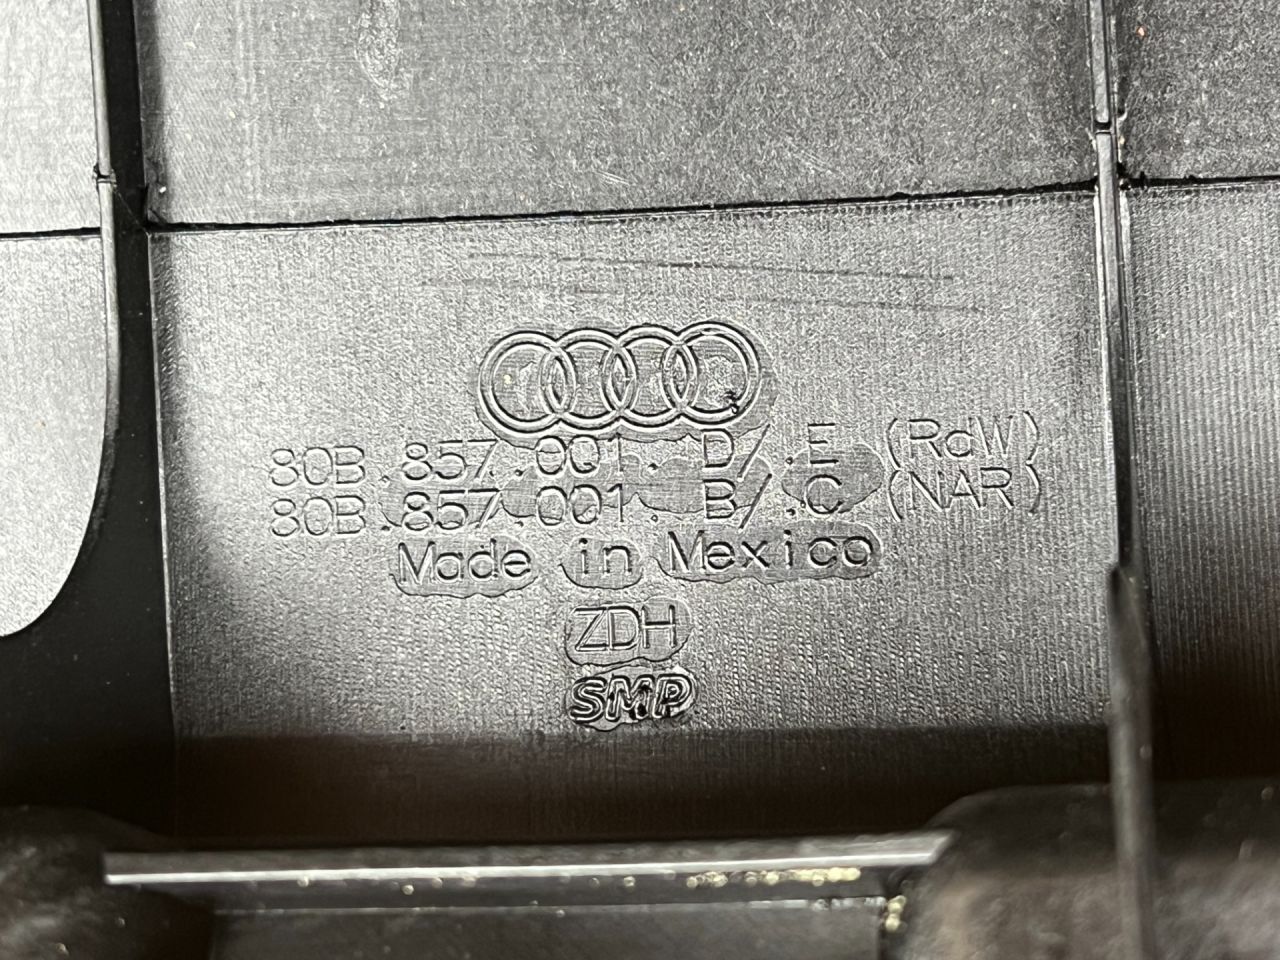 80B.857.001. D/.E (RdW)
80B.857.001. B/.C (NAR)
Made in Mexico
ZDH
SMP